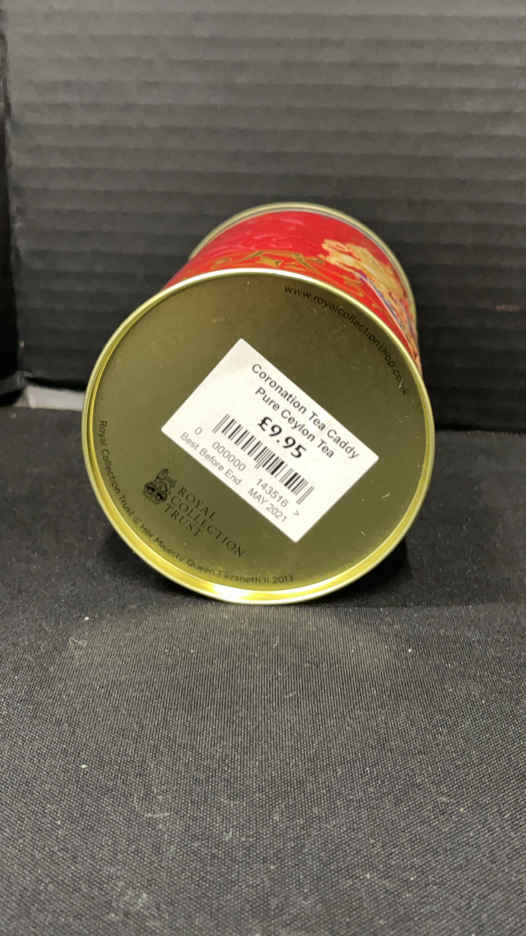 www.royalcollectionshop.co.uk
Coronation Tea Caddy
Pure Ceylon Tea
£9.95
0 000000 143516 >
Best Before End MAY 2021
ROYAL
COLLECTION
TRUST
Royal Collection Trust © Her Majesty Queen Elizabeth II 2013